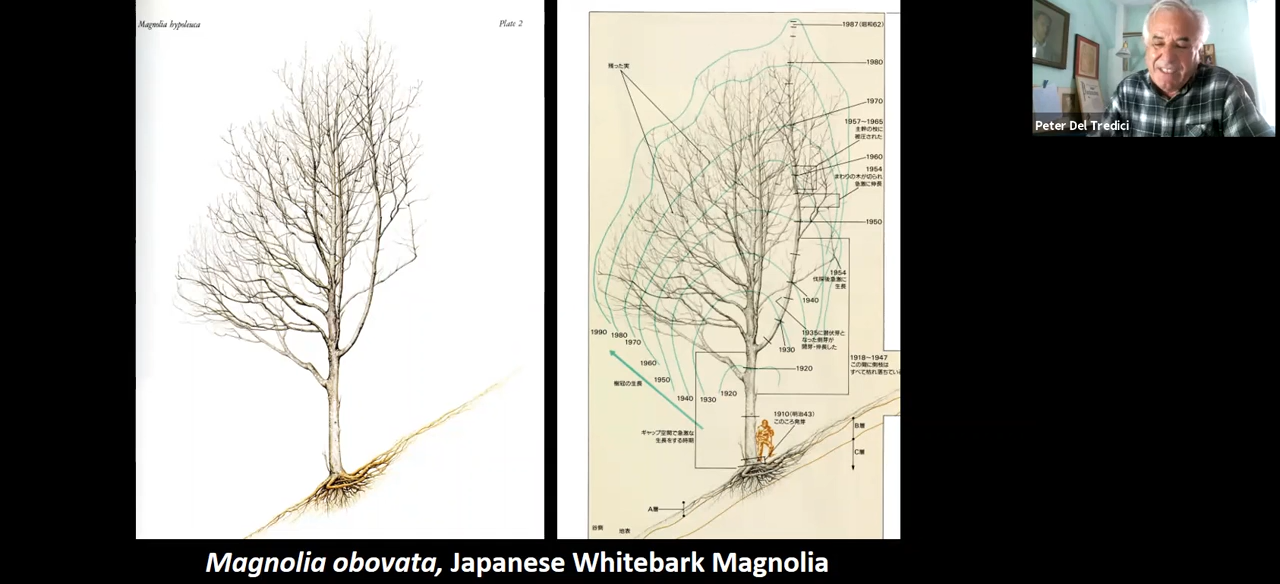 Magnolia hypoleuca
Plate 2
1987(昭和62)
1980
残った実
1970
1957〜1965
主幹の枝に
被圧された
1960
1954
まわりの木が切られ
急激に伸長
1950
1954
伐採後急激に
生長
1940
1935に潜伏芽と
なった側芽が
開芽・伸長した
1930
1990
1980
1970
1960
1950
1940
1930
1920
1920
1918〜1947
この間に側枝は
すべて枯れ落ちてい
樹冠の生長
1910(明治43)
このころ発芽
ギャップ空間で急激な
生長をする時期
B層
C層
A層
谷側
地表
Peter Del Tredici
Magnolia obovata, Japanese Whitebark Magnolia